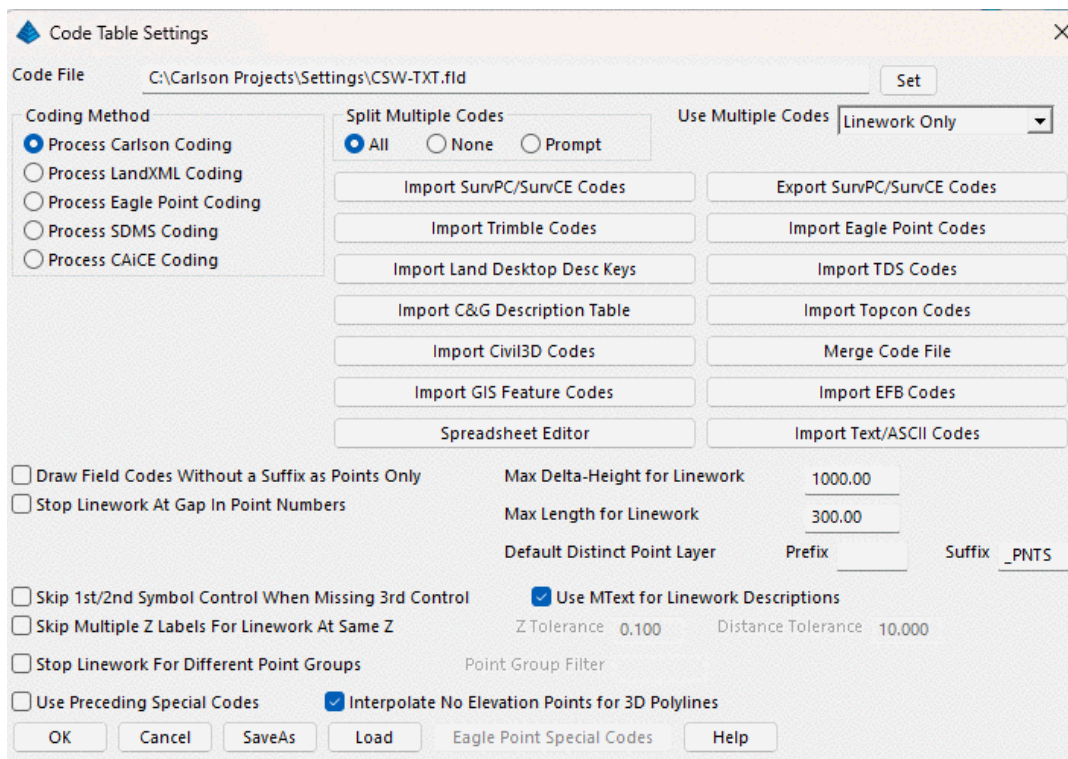 Code Table Settings
Code File C:\Carlson Projects\Settings\CSW-TXT.fld Set
Coding Method
Process Carlson Coding
Process LandXML Coding
Process Eagle Point Coding
Process SDMS Coding
Process CAiCE Coding
Split Multiple Codes
All None Prompt
Use Multiple Codes Linework Only
Import SurvPC/SurvCE Codes Export SurvPC/SurvCE Codes
Import Trimble Codes Import Eagle Point Codes
Import Land Desktop Desc Keys Import TDS Codes
Import C&G Description Table Import Topcon Codes
Import Civil3D Codes Merge Code File
Import GIS Feature Codes Import EFB Codes
Spreadsheet Editor Import Text/ASCII Codes
Draw Field Codes Without a Suffix as Points Only Max Delta-Height for Linework 1000.00
Stop Linework At Gap In Point Numbers
Max Length for Linework 300.00
Default Distinct Point Layer Prefix Suffix _PNTS
Skip 1st/2nd Symbol Control When Missing 3rd Control Use MText for Linework Descriptions
Skip Multiple Z Labels For Linework At Same Z Z Tolerance 0.100 Distance Tolerance 10.000
Stop Linework For Different Point Groups Point Group Filter
Use Preceding Special Codes Interpolate No Elevation Points for 3D Polylines
OK Cancel SaveAs Load Eagle Point Special Codes Help